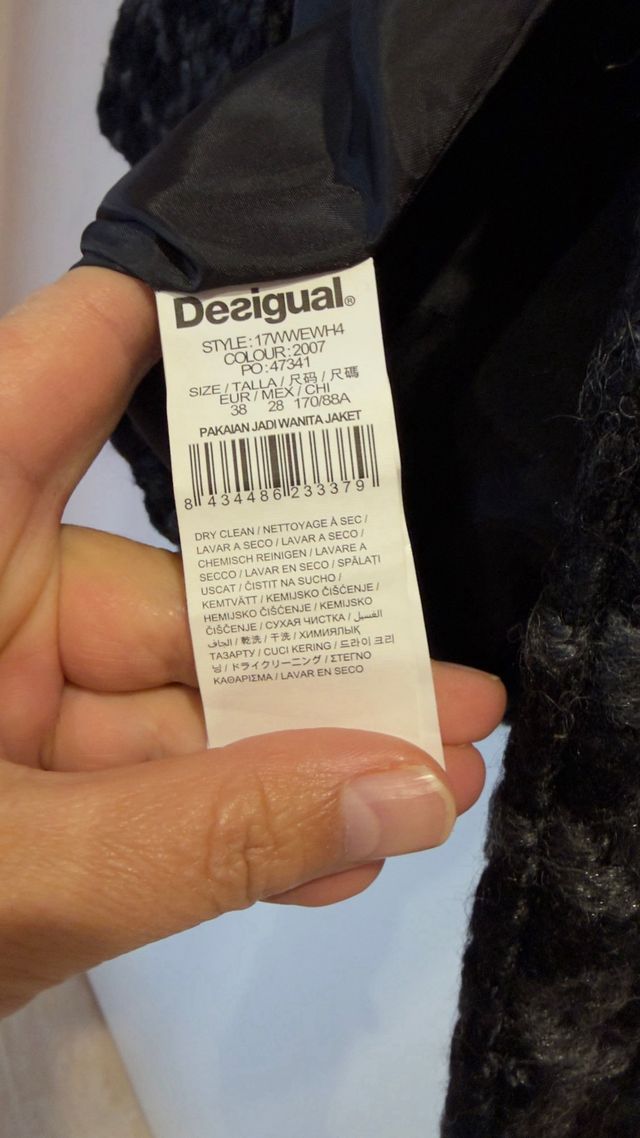 Desigual®
STYLE: 17WWEWH4
COLOUR: 2007
PO: 47341
SIZE / TALLA / 尺码 / 尺碼
EUR / MEX / CHI
38 28 170/88A
PAKAIAN JADI WANITA JAKET
8 434486 233379
DRY CLEAN / NETTOYAGE À SEC /
LAVAR A SECO / LAVAR A SECO /
CHEMISCH REINIGEN / LAVARE A
SECCO / LAVAR EN SECO / SPĂLAȚI
USCAT / ČISTIT NA SUCHO /
KEMTVÄTT / KEMIJSKO ČIŠČENJE /
HEMIJSKO ČIŠĆENJE / KEMIJSKO
ČIŠĆENJE / СУХАЯ ЧИСТКА / الغسيل
الجاف / 乾洗 / 干洗 / ХИМИЯЛЫҚ
ТАЗАРТУ / CUCI KERING / 드라이 크리
닝 / ドライクリーニング / ΣΤΕΓΝΟ
ΚΑΘΑΡΙΣΜΑ / LAVAR EN SECO